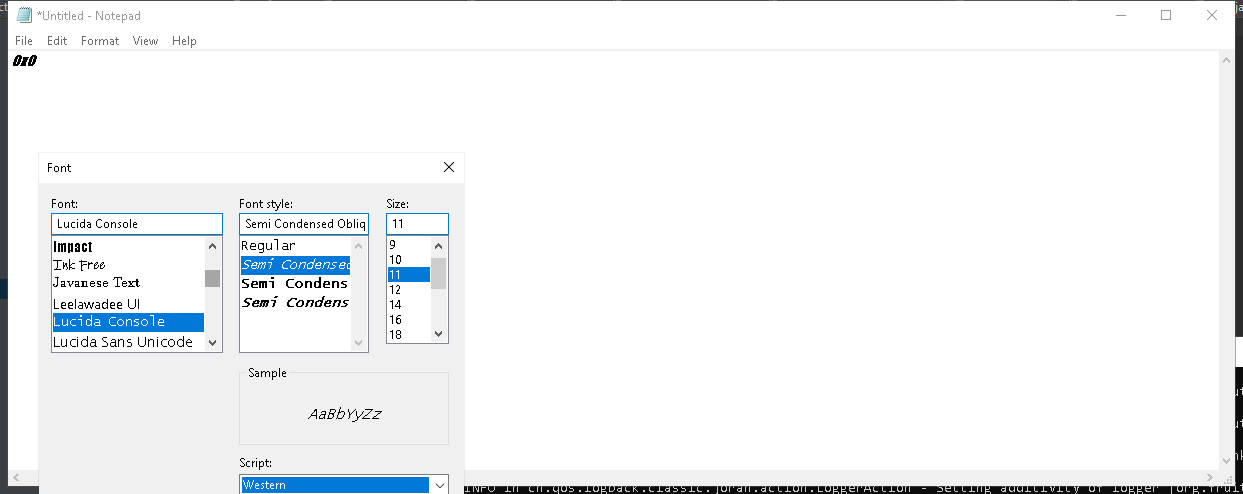 *Untitled - Notepad
File Edit Format View Help
0x0
Font
Font: Font style: Size:
Lucida Console Semi Condensed Obliq 11
Impact
Ink Free
Javanese Text
Leelawadee UI
Lucida Console
Lucida Sans Unicode
Regular
Semi Condensed
Semi Condens
Semi Condens
9
10
11
12
14
16
18
Sample
AaBbYyZz
Script:
Western
INFO in ch.qos.logback.classic.joran.action.LoggerAction - Setting additivity of logger